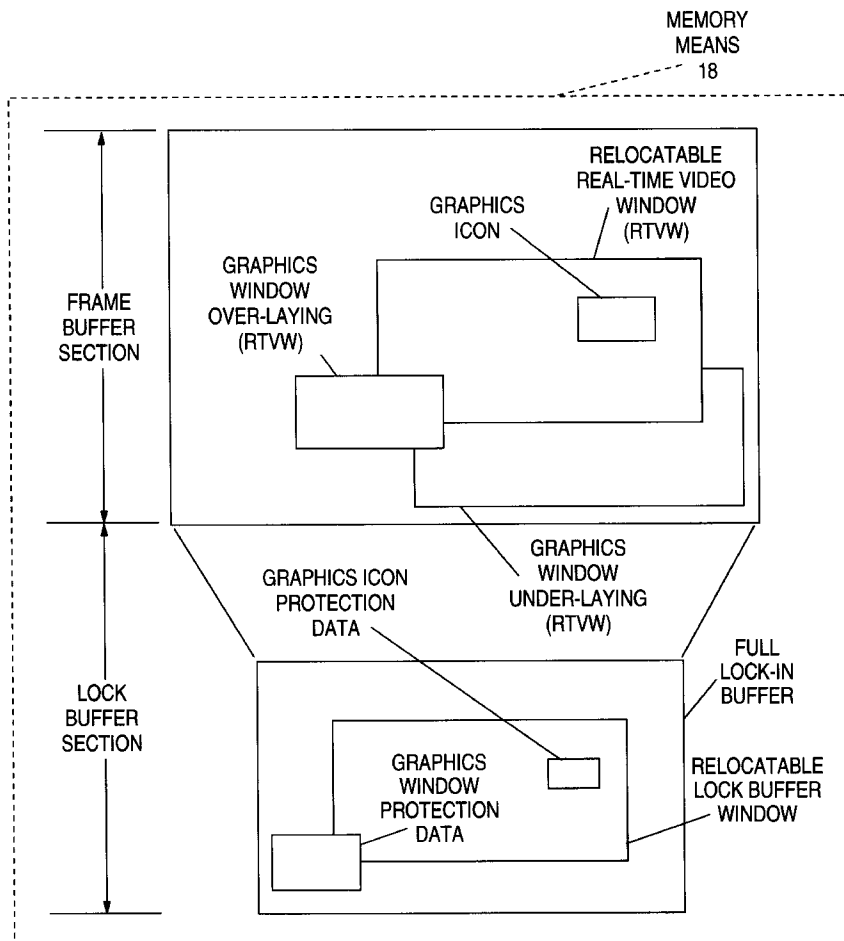 MEMORY
MEANS
18
RELOCATABLE
REAL-TIME VIDEO
WINDOW
(RTVW)
GRAPHICS
ICON
GRAPHICS
WINDOW
OVER-LAYING
(RTVW)
FRAME
BUFFER
SECTION
GRAPHICS
WINDOW
UNDER-LAYING
(RTVW)
GRAPHICS ICON
PROTECTION
DATA
FULL
LOCK-IN
BUFFER
LOCK
BUFFER
SECTION
GRAPHICS
WINDOW
PROTECTION
DATA
RELOCATABLE
LOCK BUFFER
WINDOW